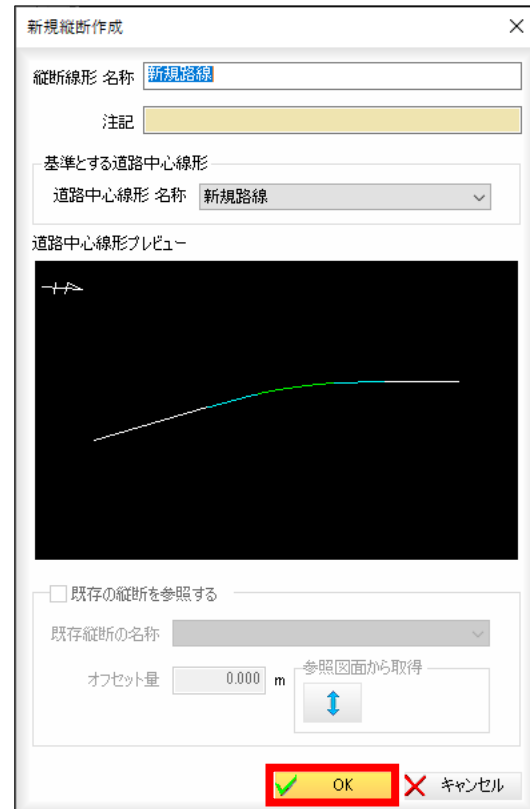 新規縦断作成
縦断線形 名称 新規路線
注記
基準とする道路中心線形
道路中心線形 名称 新規路線
道路中心線形プレビュー
既存の縦断を参照する
既存縦断の名称
オフセット量 0.000 m
参照図面から取得
OK キャンセル